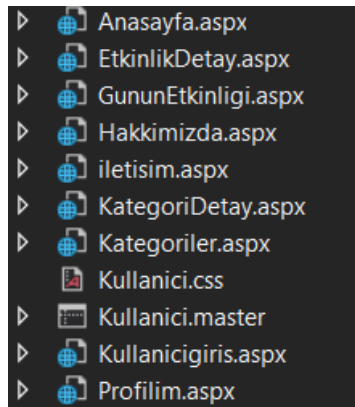 Anasayfa.aspx
EtkinlikDetay.aspx
GununEtkinligi.aspx
Hakkimizda.aspx
iletisim.aspx
KategoriDetay.aspx
Kategoriler.aspx
Kullanici.css
Kullanici.master
Kullanicigiris.aspx
Profilim.aspx